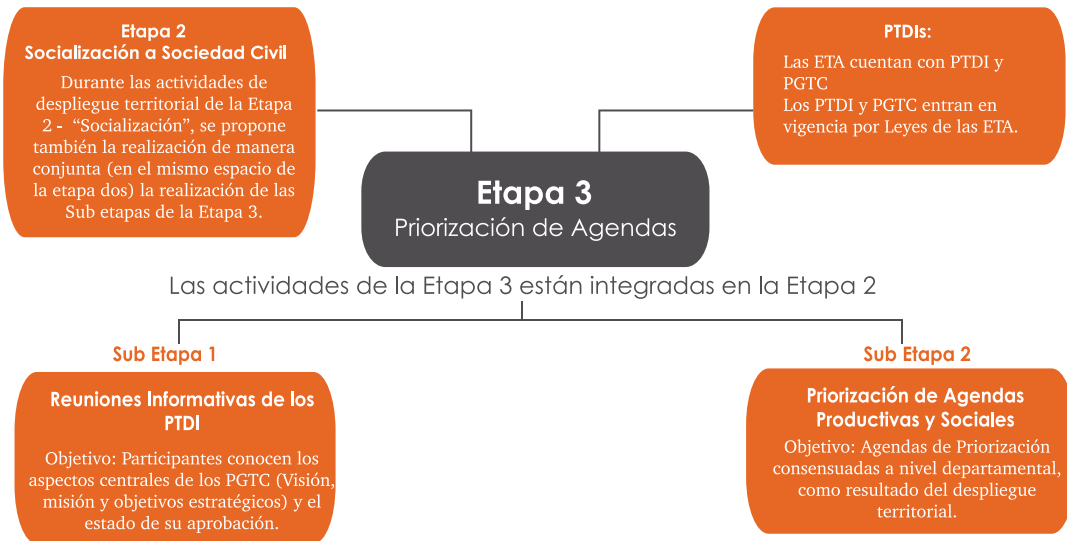 Etapa 2
Socialización a Sociedad Civil
Durante las actividades de
despliegue territorial de la Etapa
2 - “Socialización”, se propone
también la realización de manera
conjunta (en el mismo espacio de
la etapa dos) la realización de las
Sub etapas de la Etapa 3.
PTDIs:
Las ETA cuentan con PTDI y
PGTC
Los PTDI y PGTC entran en
vigencia por Leyes de las ETA.
Etapa 3
Priorización de Agendas
Las actividades de la Etapa 3 están integradas en la Etapa 2
Sub Etapa 1
Reuniones Informativas de los
PTDI
Objetivo: Participantes conocen los
aspectos centrales de los PGTC (Visión,
misión y objetivos estratégicos) y el
estado de su aprobación.
Sub Etapa 2
Priorización de Agendas
Productivas y Sociales
Objetivo: Agendas de Priorización
consensuadas a nivel departamental,
como resultado del despliegue
territorial.